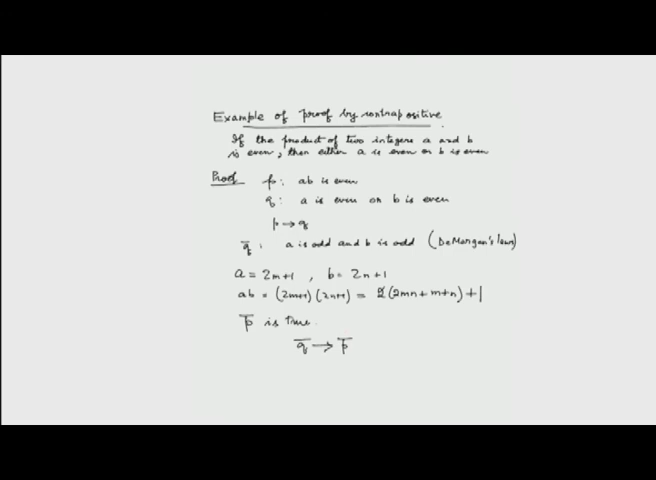 Example of proof by contrapositive
If the product of two integers a and b
is even, then either a is even or b is even
Proof p: ab is even
q: a is even or b is even
p → q
q̅ : a is odd and b is odd (DeMorgan's laws)
a = 2m+1 , b = 2n+1
ab = (2m+1) (2n+1) = 2(2mn + m + n) + 1
p̅ is true.
q̅ → p̅